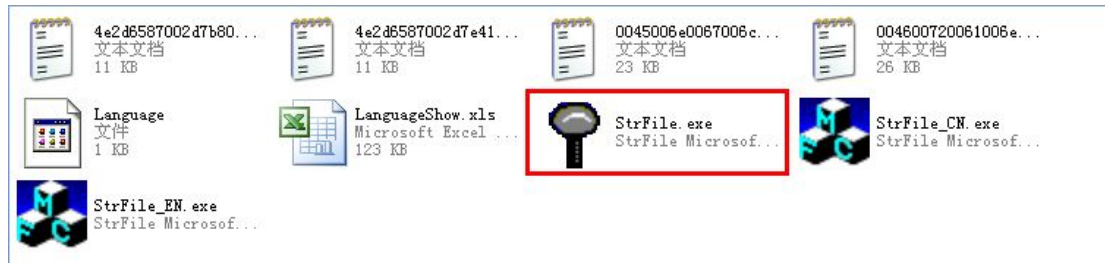 4e2d6587002d7b80...
文本文档
11 KB
4e2d6587002d7e41...
文本文档
11 KB
0045006e0067006c...
文本文档
23 KB
004600720061006e...
文本文档
26 KB
Language
文件
1 KB
LanguageShow.xls
Microsoft Excel ...
123 KB
StrFile.exe
StrFile Microsof...
StrFile_CN.exe
StrFile Microsof...
StrFile_EN.exe
StrFile Microsof...